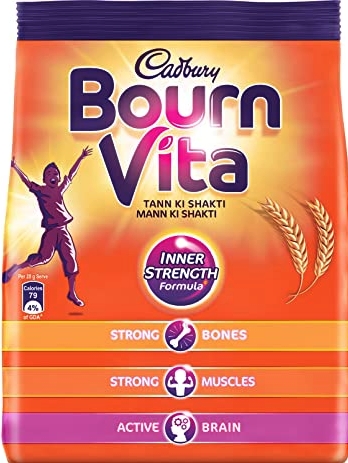 Cadbury
Bourn
Vita
TANN KI SHAKTI
MANN KI SHAKTI
INNER
STRENGTH
Formula
Per 20 g Serve
Calories
79
4%
of GDA*
STRONG BONES
STRONG MUSCLES
ACTIVE BRAIN